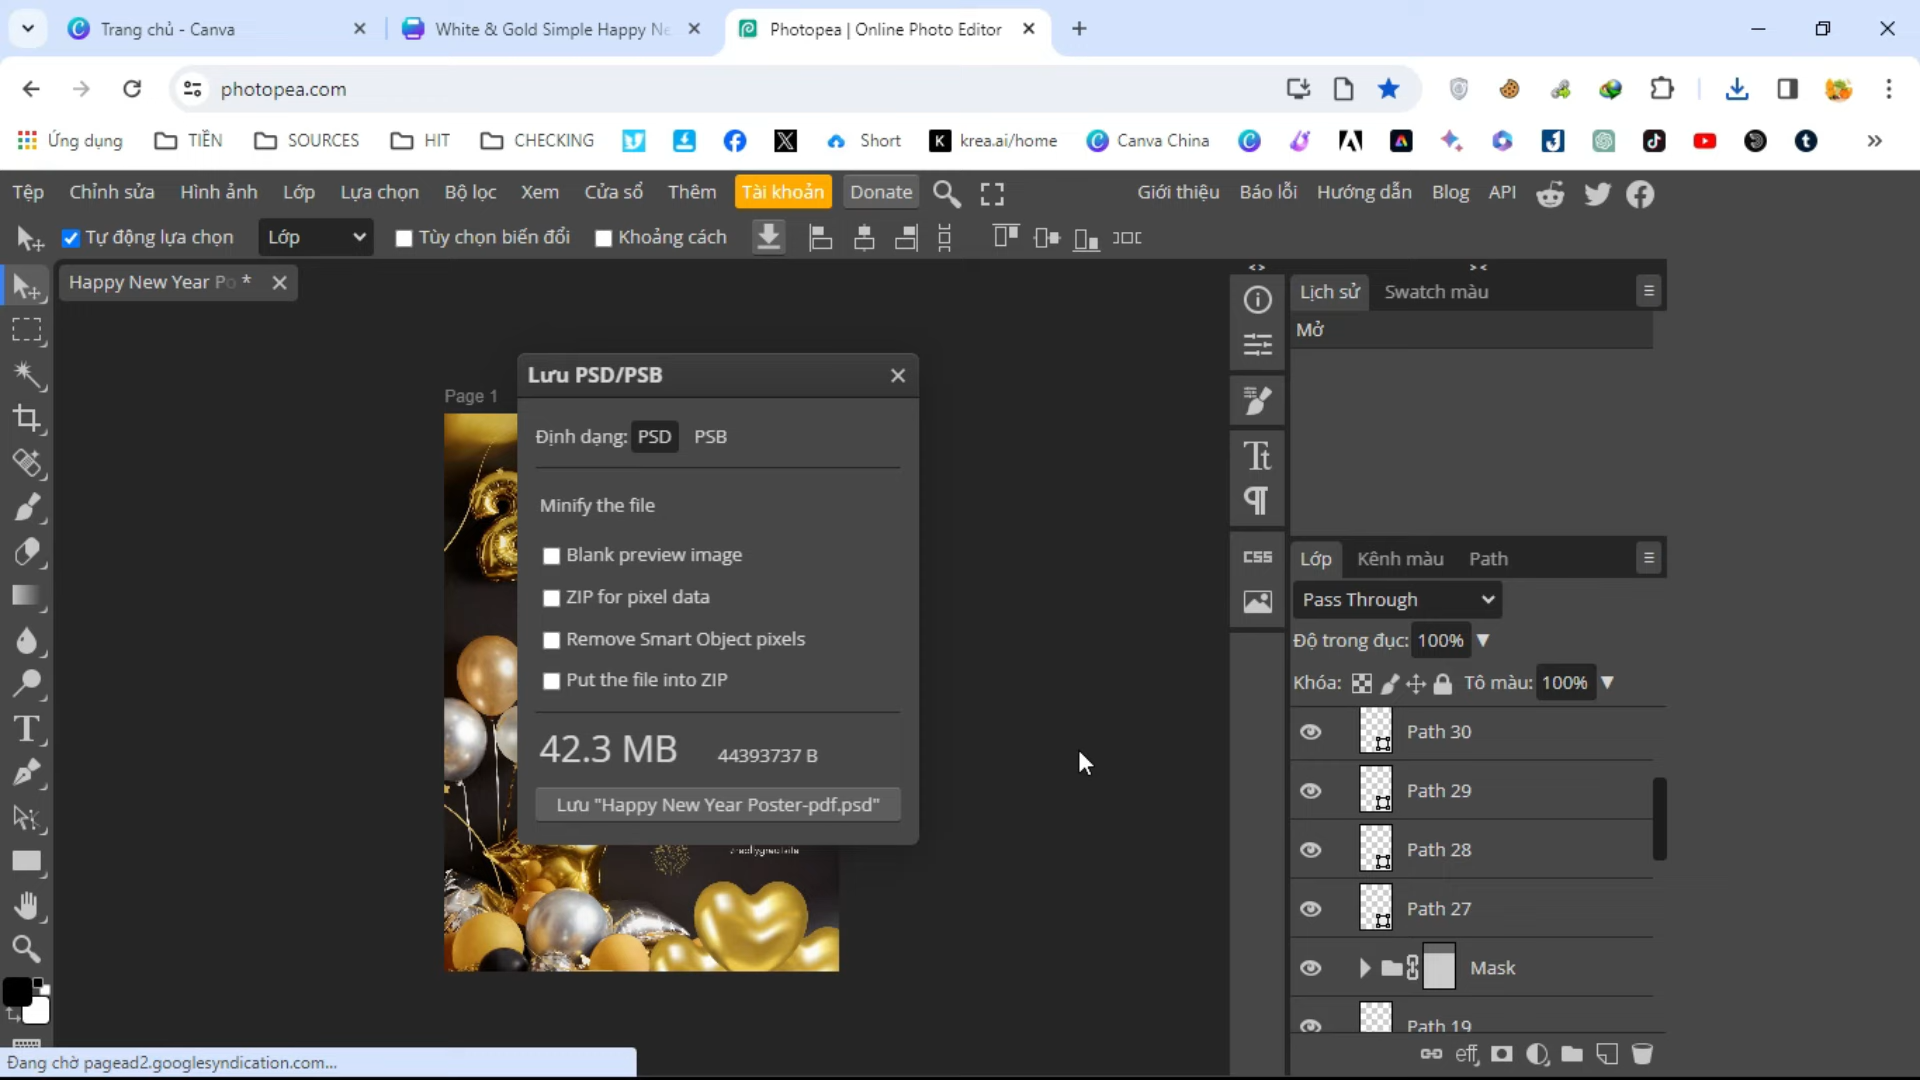 Trang chủ - Canva
White & Gold Simple Happy Ne
Photopea | Online Photo Editor
photopea.com
Ứng dụng
TIỀN
SOURCES
HIT
CHECKING
Short
krea.ai/home
Canva China
Tệp Chỉnh sửa Hình ảnh Lớp Lựa chọn Bộ lọc Xem Cửa sổ Thêm Tài khoản Donate
Giới thiệu Báo lỗi Hướng dẫn Blog API
Tự động lựa chọn Lớp Tùy chọn biến đổi Khoảng cách
Happy New Year Po *
Lịch sử Swatch màu
Mở
Page 1
Lưu PSD/PSB
Định dạng: PSD PSB
Minify the file
Blank preview image
ZIP for pixel data
Remove Smart Object pixels
Put the file into ZIP
42.3 MB 44393737 B
Lưu "Happy New Year Poster-pdf.psd"
CSS
Lớp Kênh màu Path
Pass Through
Độ trong đục: 100%
Khóa: Tô màu: 100%
Path 30
Path 29
Path 28
Path 27
Mask
Path 19
eff
Đang chờ pagead2.googlesyndication.com...